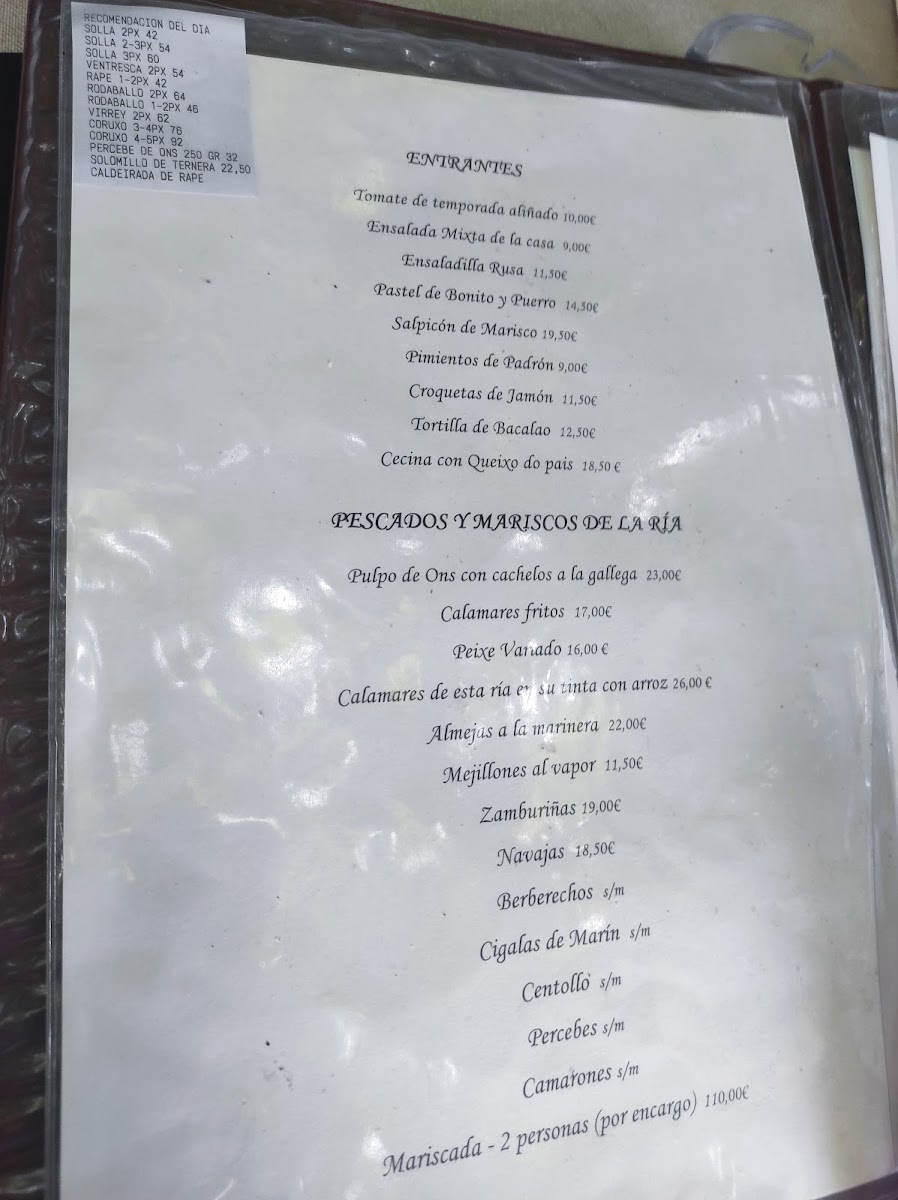 RECOMENDACION DEL DIA
SOLLA 2PX 42
SOLLA 2-3PX 54
SOLLA 3PX 60
VENTRESCA 2PX 54
RAPE 1-2PX 42
RODABALLO 2PX 64
RODABALLO 1-2PX 46
VIRREY 2PX 62
CORUXO 3-4PX 76
CORUXO 4-5PX 92
PERCEBE DE ONS 250 GR 32
SOLOMILLO DE TERNERA 22,50
CALDEIRADA DE RAPE
ENTRANTES
Tomate de temporada aliñado 10,00€
Ensalada Mixta de la casa 9,00€
Ensaladilla Rusa 11,50€
Pastel de Bonito y Puerro 14,50€
Salpicón de Marisco 19,50€
Pimientos de Padrón 9,00€
Croquetas de Jamón 11,50€
Tortilla de Bacalao 12,50€
Cecina con Queixo do pais 18,50 €
PESCADOS Y MARISCOS DE LA RÍA
Pulpo de Ons con cachelos a la gallega 23,00€
Calamares fritos 17,00€
Peixe Variado 16,00 €
Calamares de esta ría en su tinta con arroz 26,00 €
Almejas a la marinera 22,00€
Mejillones al vapor 11,50€
Zamburiñas 19,00€
Navajas 18,50€
Berberechos s/m
Cigalas de Marín s/m
Centollo s/m
Percebes s/m
Camarones s/m
Mariscada - 2 personas (por encargo) 110,00€